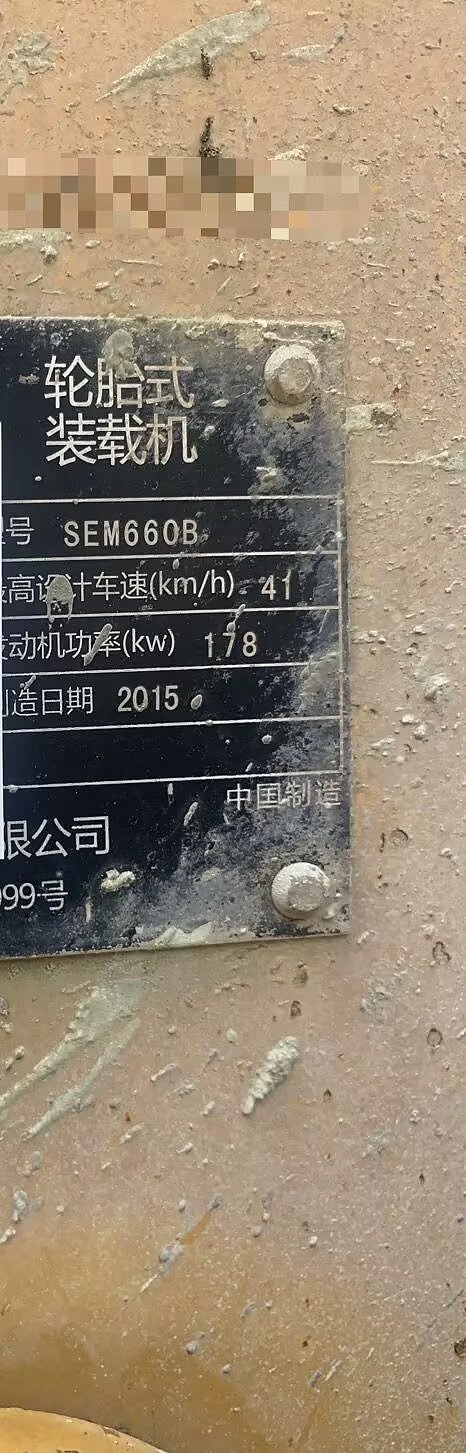 轮胎式
装载机
号 SEM660B
高设计车速(km/h) 41
动机功率(kw) 178
造日期 2015
中国制造
限公司
999号